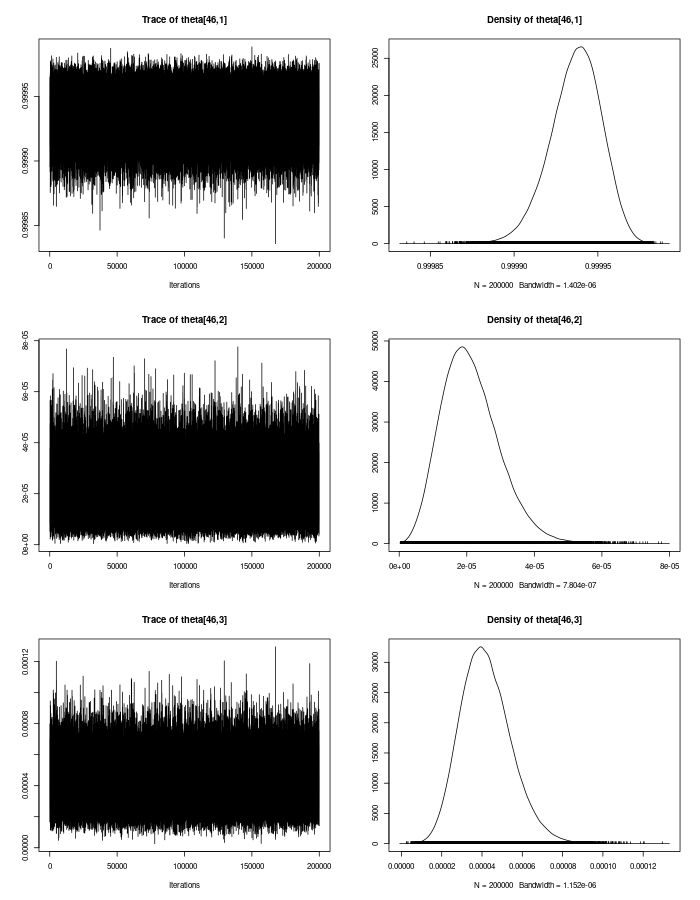 Trace of theta[46,1]
0.99985 0.99990 0.99995
0 50000 100000 150000 200000
Iterations
Density of theta[46,1]
0 5000 10000 15000 20000 25000
0.99985 0.99990 0.99995
N = 200000 Bandwidth = 1.402e-06
Trace of theta[46,2]
0e+00 2e-05 4e-05 6e-05 8e-05
0 50000 100000 150000 200000
Iterations
Density of theta[46,2]
0 10000 20000 30000 40000 50000
0e+00 2e-05 4e-05 6e-05 8e-05
N = 200000 Bandwidth = 7.804e-07
Trace of theta[46,3]
0.00000 0.00004 0.00008 0.00012
0 50000 100000 150000 200000
Iterations
Density of theta[46,3]
0 5000 10000 15000 20000 25000 30000
0.00000 0.00002 0.00004 0.00006 0.00008 0.00010 0.00012
N = 200000 Bandwidth = 1.152e-06